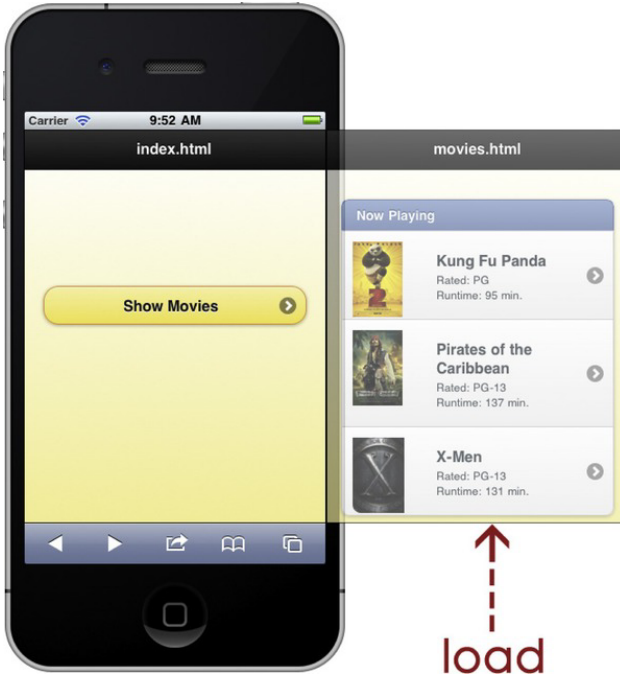 Carrier 9:52 AM
index.html
movies.html
Now Playing
Show Movies
Kung Fu Panda
Rated: PG
Runtime: 95 min.
2
Pirates of the
Caribbean
Rated: PG-13
Runtime: 137 min.
X-Men
Rated: PG-13
Runtime: 131 min.
load